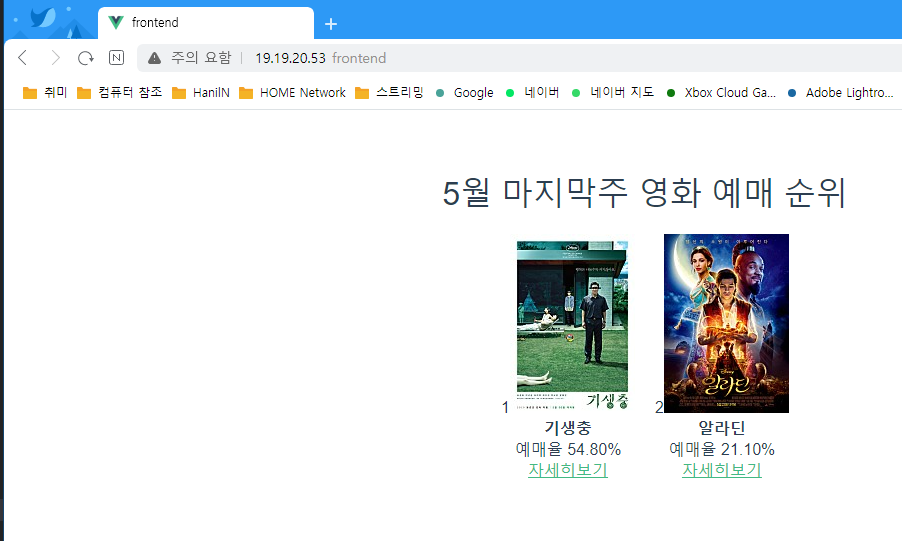 frontend
N 주의 요함 19.19.20.53 frontend
취미 컴퓨터 참조 HanilN HOME Network 스트리밍 Google 네이버 네이버 지도 Xbox Cloud Ga... Adobe Lightro...
5월 마지막주 영화 예매 순위
기생충
Disney
알라딘
1 2
기생충 알라딘
예매율 54.80% 예매율 21.10%
자세히보기 자세히보기